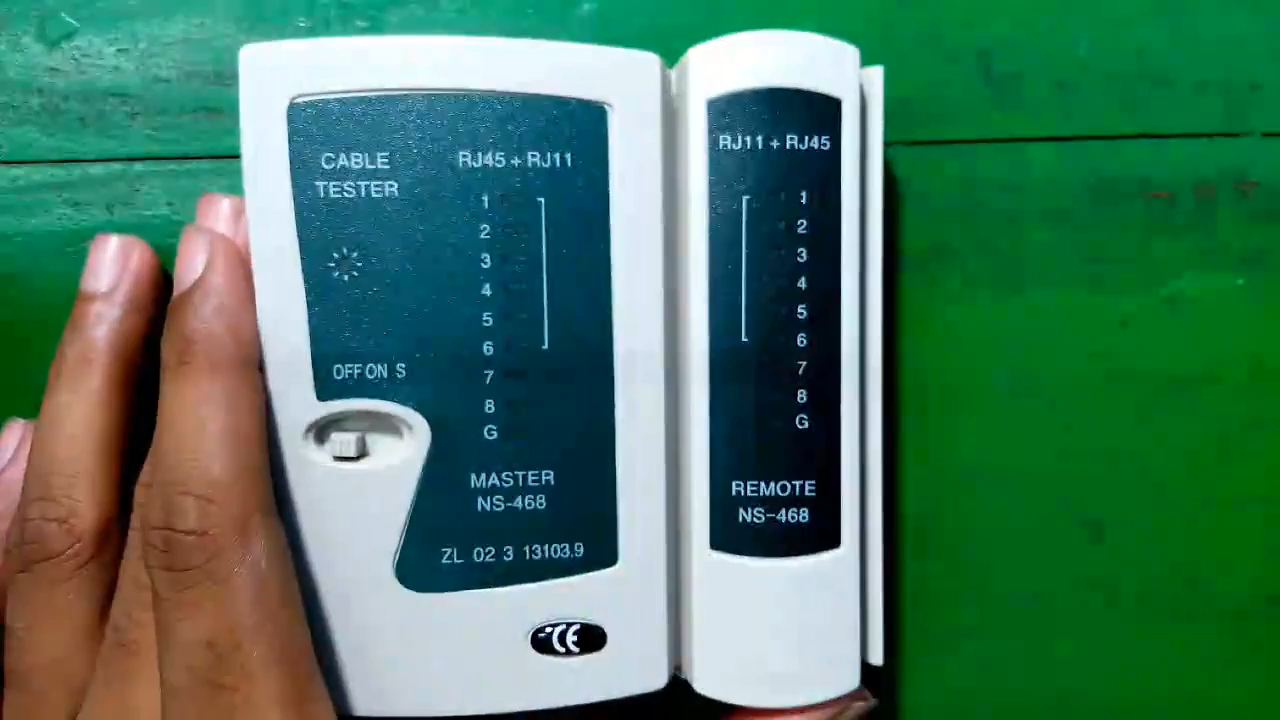 CABLE
TESTER
OFF ON S
RJ45 + RJ11
1
2
3
4
5
6
7
8
G
MASTER
NS-468
ZL 02 3 13103.9
CE
RJ11 + RJ45
1
2
3
4
5
6
7
8
G
REMOTE
NS-468